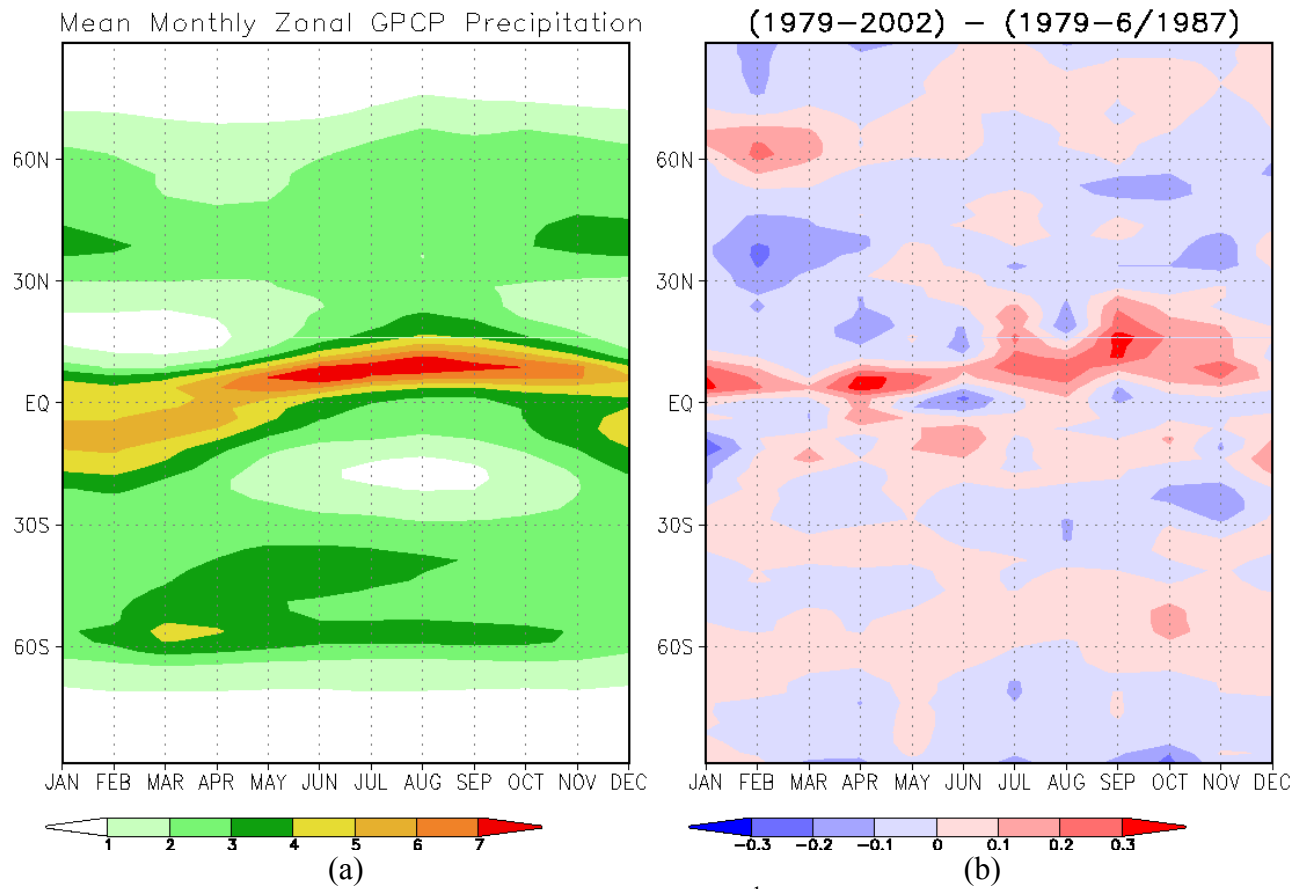 Mean Monthly Zonal GPCP Precipitation
60N
30N
EQ
30S
60S
JAN FEB MAR APR MAY JUN JUL AUG SEP OCT NOV DEC
1 2 3 4 5 6 7
(a)
(1979−2002) − (1979−6/1987)
60N
30N
EQ
30S
60S
JAN FEB MAR APR MAY JUN JUL AUG SEP OCT NOV DEC
−0.3 −0.2 −0.1 0 0.1 0.2 0.3
(b)